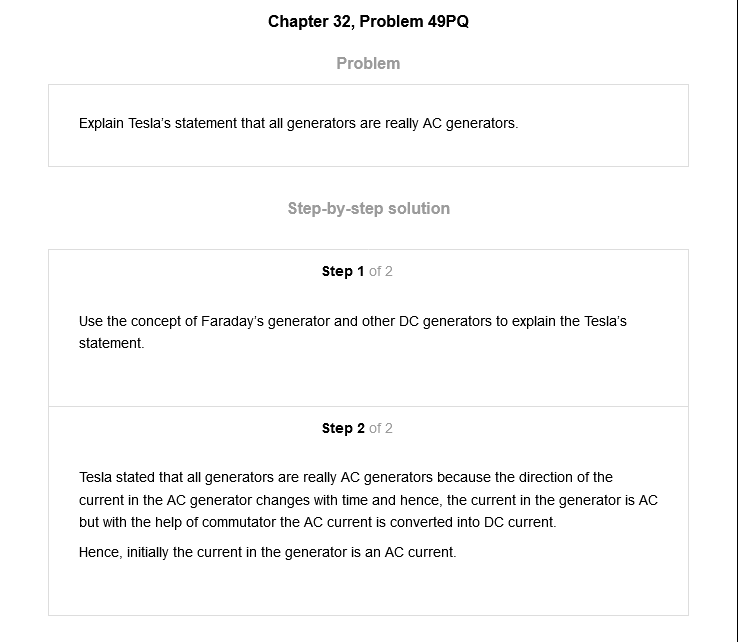 Chapter 32, Problem 49PQ
Problem
Explain Tesla's statement that all generators are really AC generators.
Step-by-step solution
Step 1 of 2
Use the concept of Faraday's generator and other DC generators to explain the Tesla's
statement.
Step 2 of 2
Tesla stated that all generators are really AC generators because the direction of the
current in the AC generator changes with time and hence, the current in the generator is AC
but with the help of commutator the AC current is converted into DC current.
Hence, initially the current in the generator is an AC current.